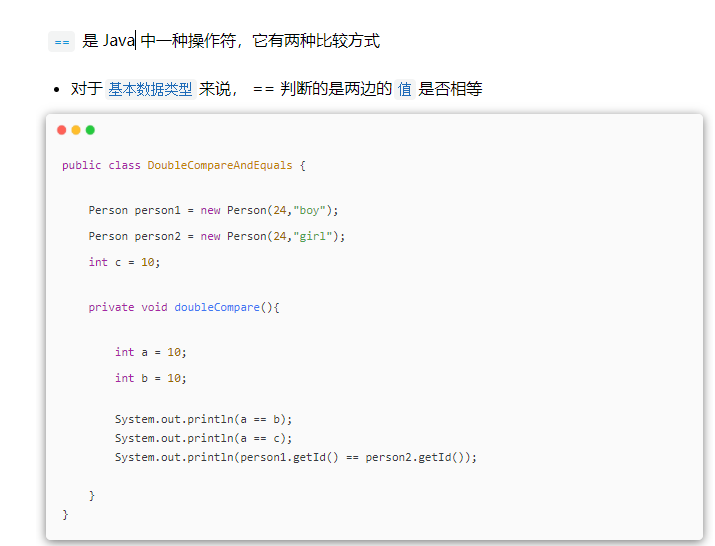 == 是 Java 中一种操作符，它有两种比较方式
• 对于 基本数据类型 来说， == 判断的是两边的 值 是否相等
public class DoubleCompareAndEquals {
Person person1 = new Person(24,"boy");
Person person2 = new Person(24,"girl");
int c = 10;
private void doubleCompare(){
int a = 10;
int b = 10;
System.out.println(a == b);
System.out.println(a == c);
System.out.println(person1.getId() == person2.getId());
}
}